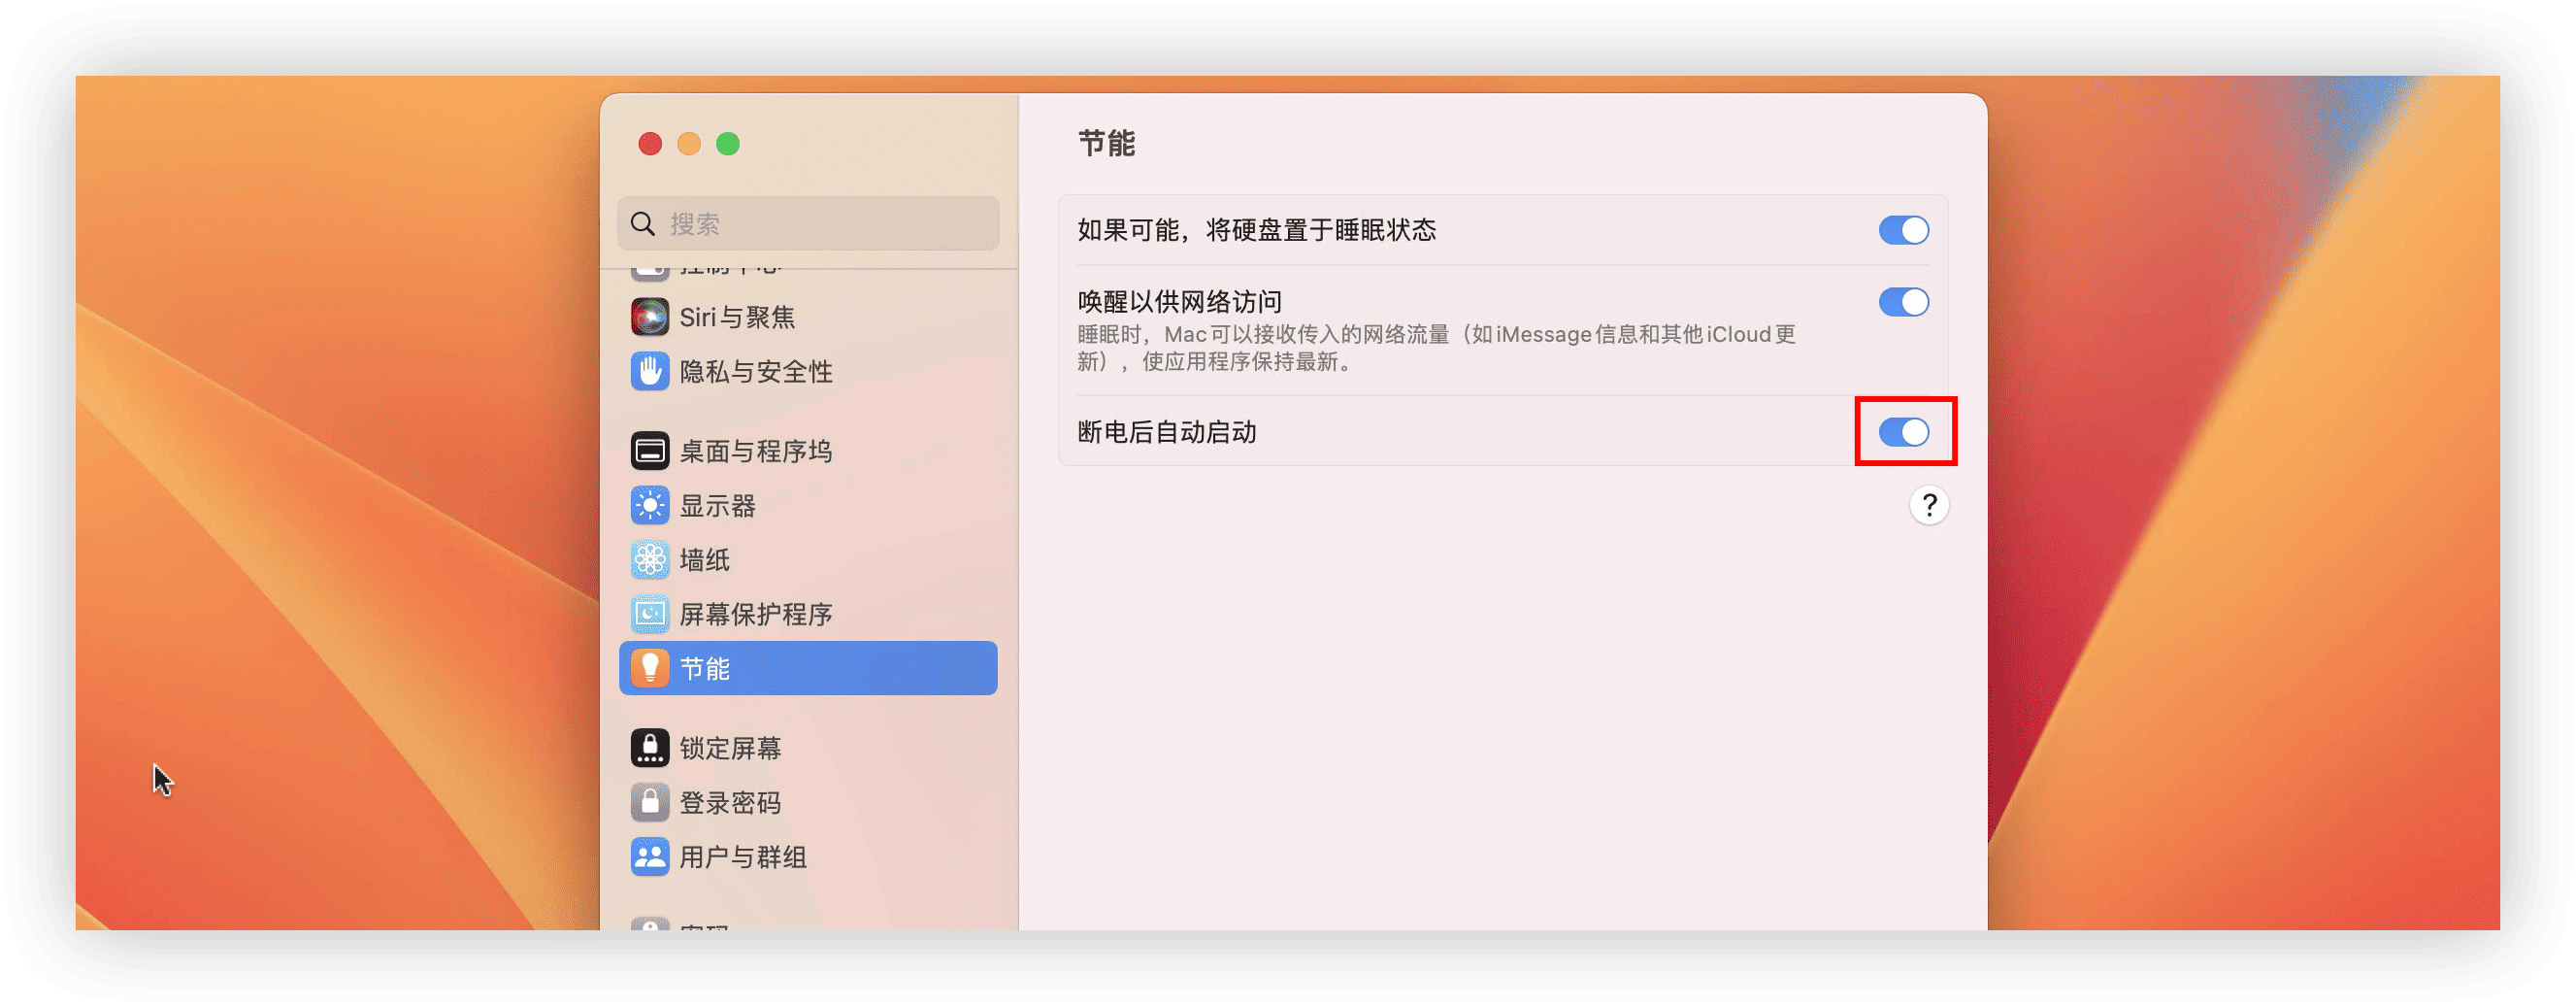 搜索
Siri与聚焦
隐私与安全性
桌面与程序坞
显示器
墙纸
屏幕保护程序
节能
锁定屏幕
登录密码
用户与群组
节能
如果可能，将硬盘置于睡眠状态
唤醒以供网络访问
睡眠时，Mac可以接收传入的网络流量（如iMessage信息和其他iCloud更
新），使应用程序保持最新。
断电后自动启动
?